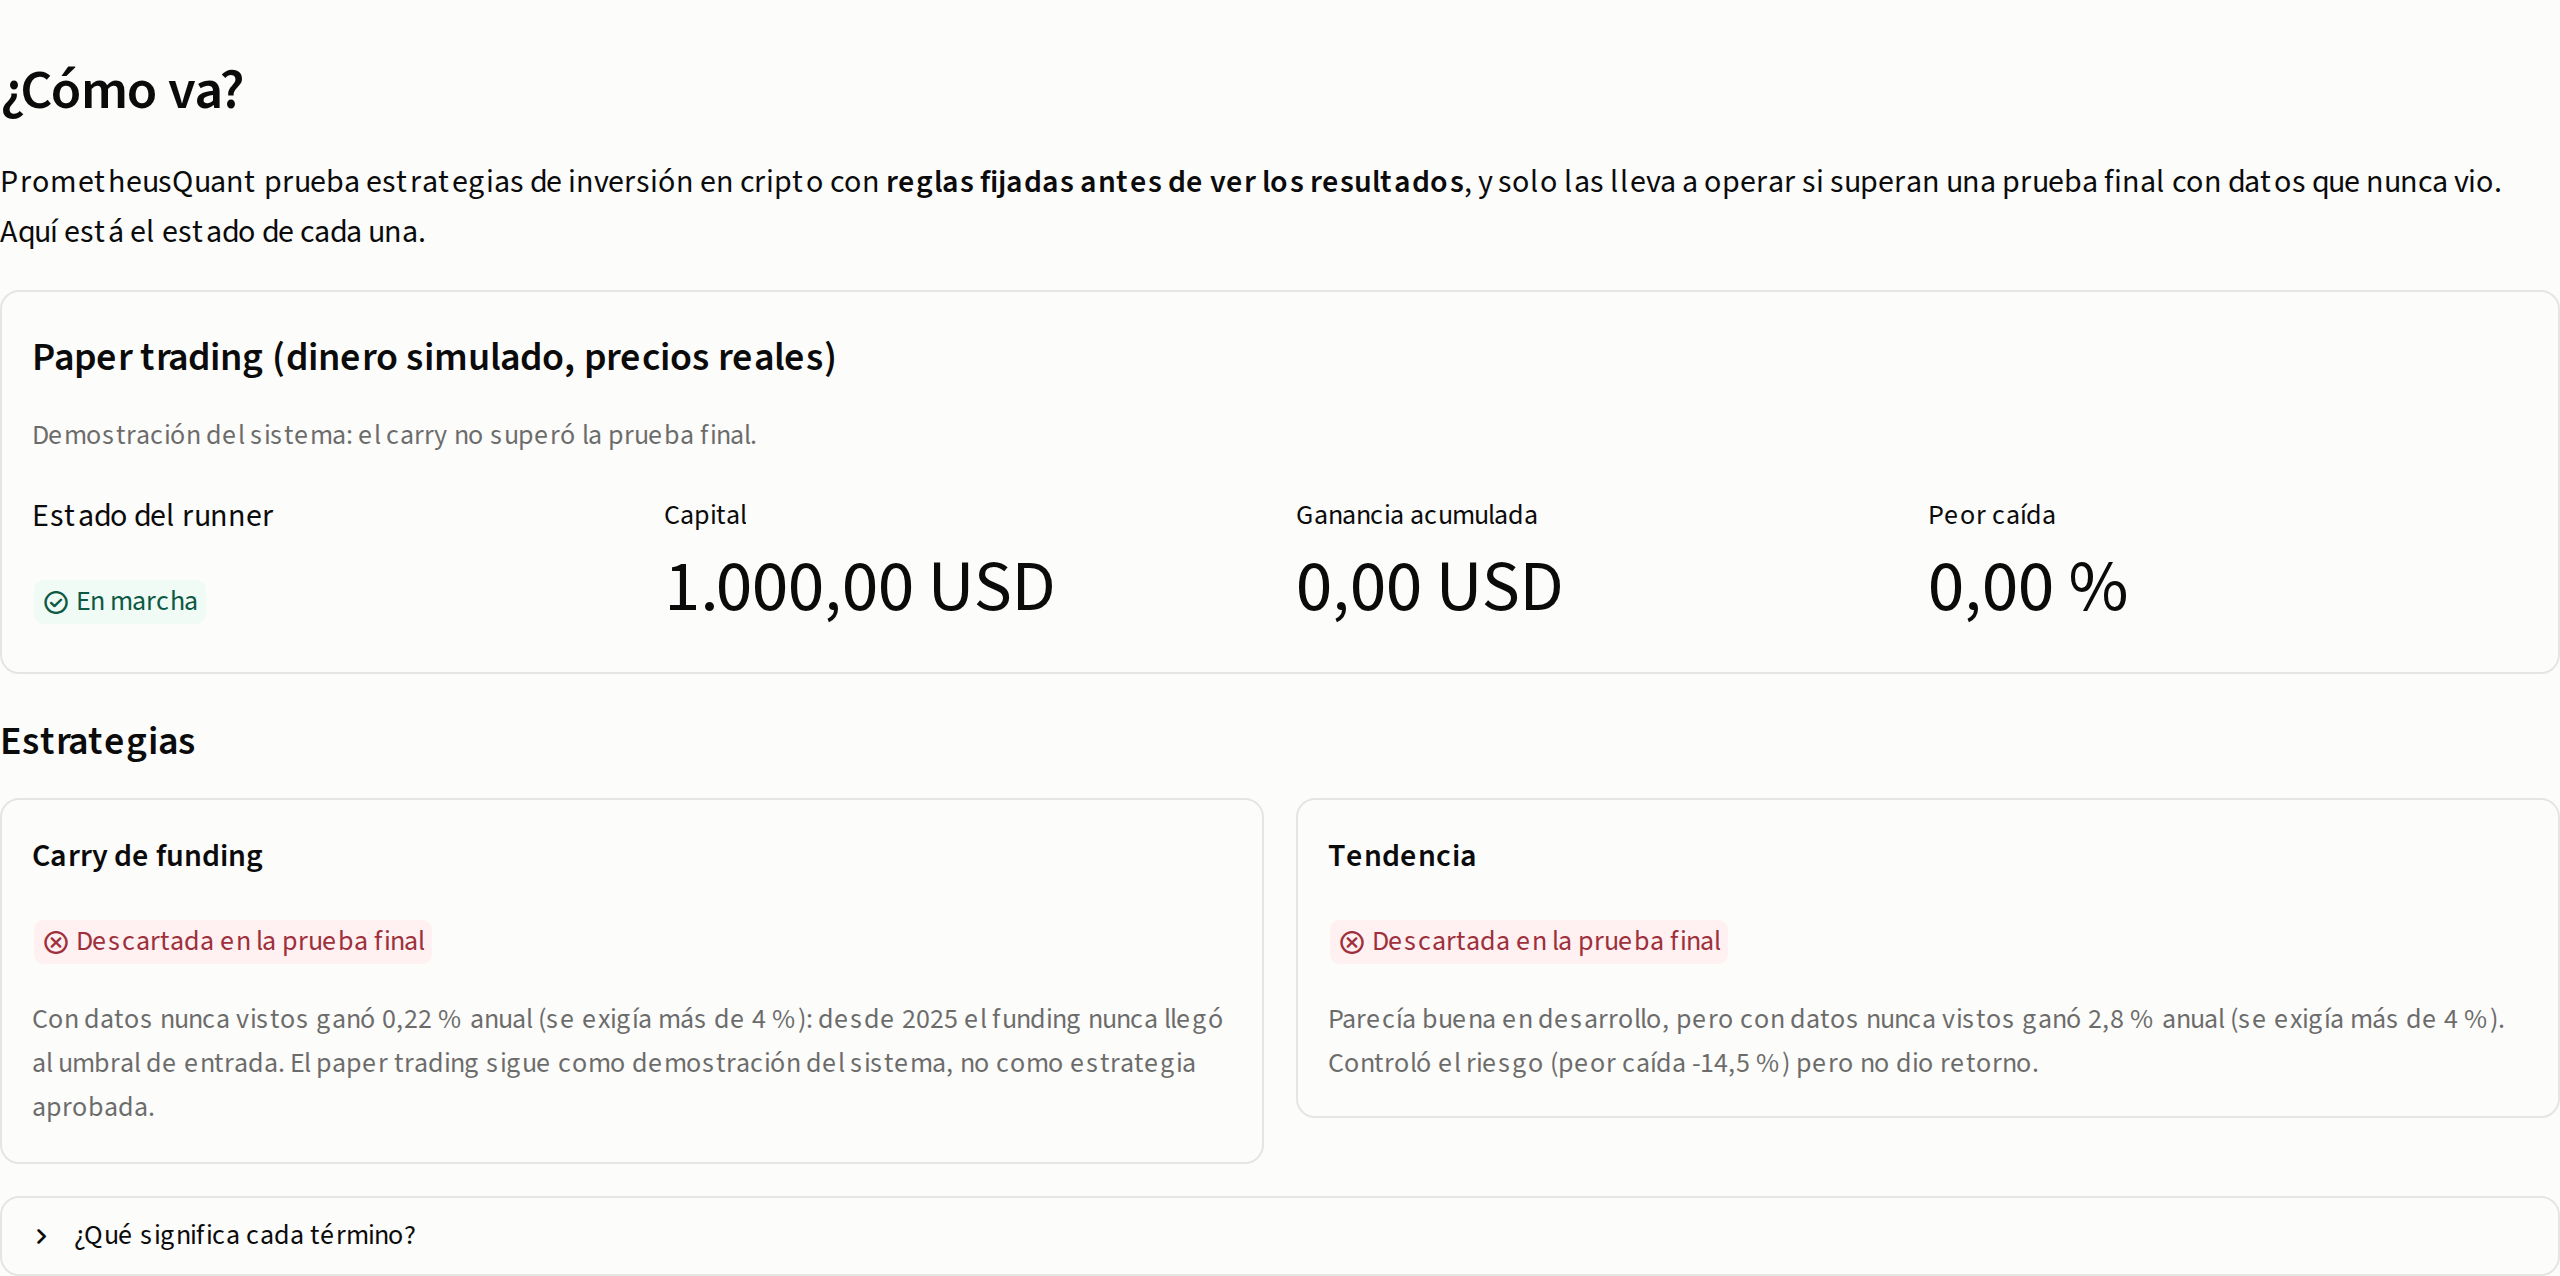 ¿Cómo va?
PrometheusQuant prueba estrategias de inversión en cripto con reglas fijadas antes de ver los resultados, y solo las lleva a operar si superan una prueba final con datos que nunca vio.
Aquí está el estado de cada una.
Paper trading (dinero simulado, precios reales)
Demostración del sistema: el carry no superó la prueba final.
Estado del runner
En marcha
Capital
1.000,00 USD
Ganancia acumulada
0,00 USD
Peor caída
0,00 %
Estrategias
Carry de funding
Descartada en la prueba final
Con datos nunca vistos ganó 0,22 % anual (se exigía más de 4 %): desde 2025 el funding nunca llegó
al umbral de entrada. El paper trading sigue como demostración del sistema, no como estrategia
aprobada.
Tendencia
Descartada en la prueba final
Parecía buena en desarrollo, pero con datos nunca vistos ganó 2,8 % anual (se exigía más de 4 %).
Controló el riesgo (peor caída -14,5 %) pero no dio retorno.
¿Qué significa cada término?